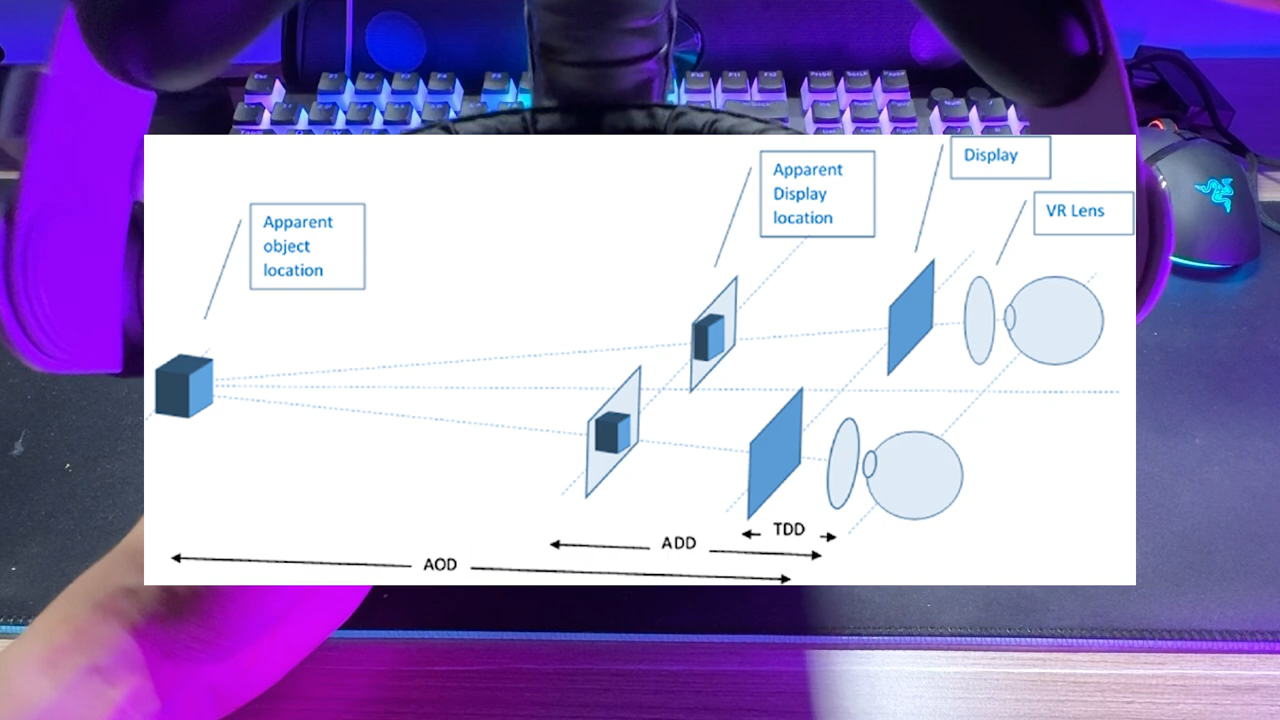 Apparent
object
location
Apparent
Display
location
Display
VR Lens
TDD
ADD
AOD